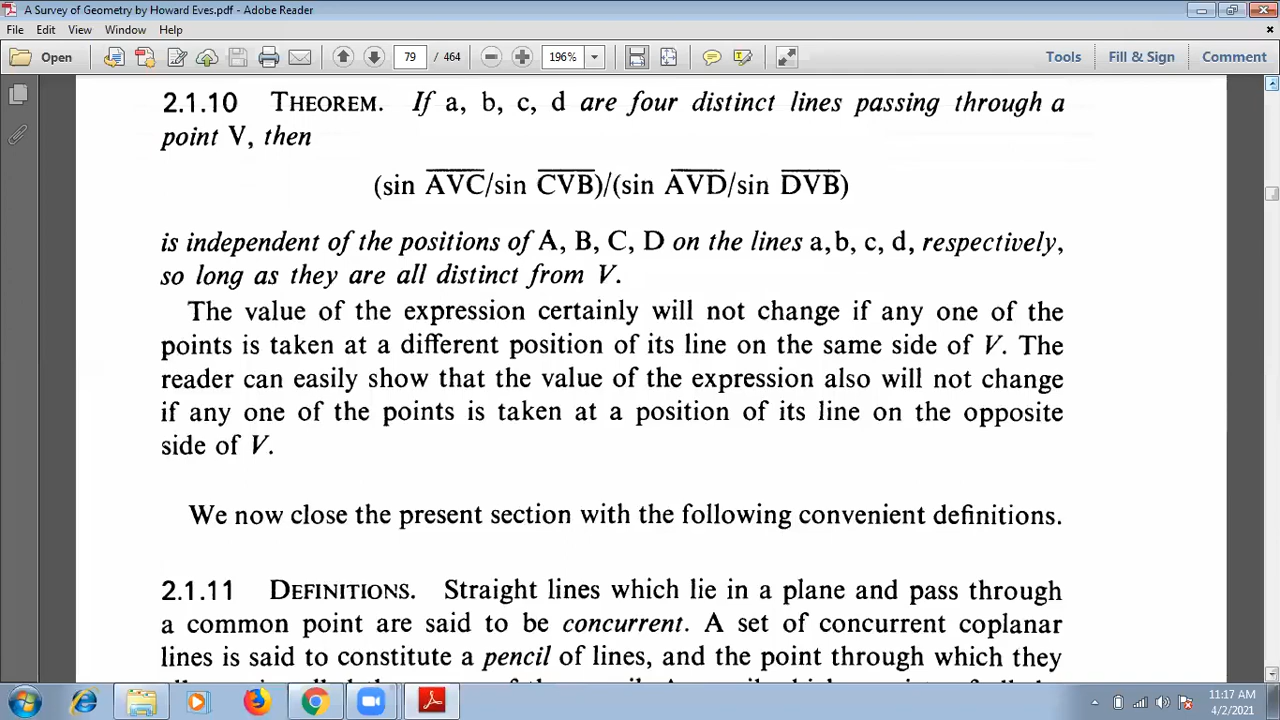 A Survey of Geometry by Howard Eves.pdf - Adobe Reader
File Edit View Window Help
Open 79 / 464 196% Tools Fill & Sign Comment
2.1.10 THEOREM. If a, b, c, d are four distinct lines passing through a
point V, then
(sin A͞V͞C/sin C͞V͞B)/(sin A͞V͞D/sin D͞V͞B)
is independent of the positions of A, B, C, D on the lines a, b, c, d, respectively,
so long as they are all distinct from V.
The value of the expression certainly will not change if any one of the
points is taken at a different position of its line on the same side of V. The
reader can easily show that the value of the expression also will not change
if any one of the points is taken at a position of its line on the opposite
side of V.
We now close the present section with the following convenient definitions.
2.1.11 DEFINITIONS. Straight lines which lie in a plane and pass through
a common point are said to be concurrent. A set of concurrent coplanar
lines is said to constitute a pencil of lines, and the point through which they
11:17 AM
4/2/2021